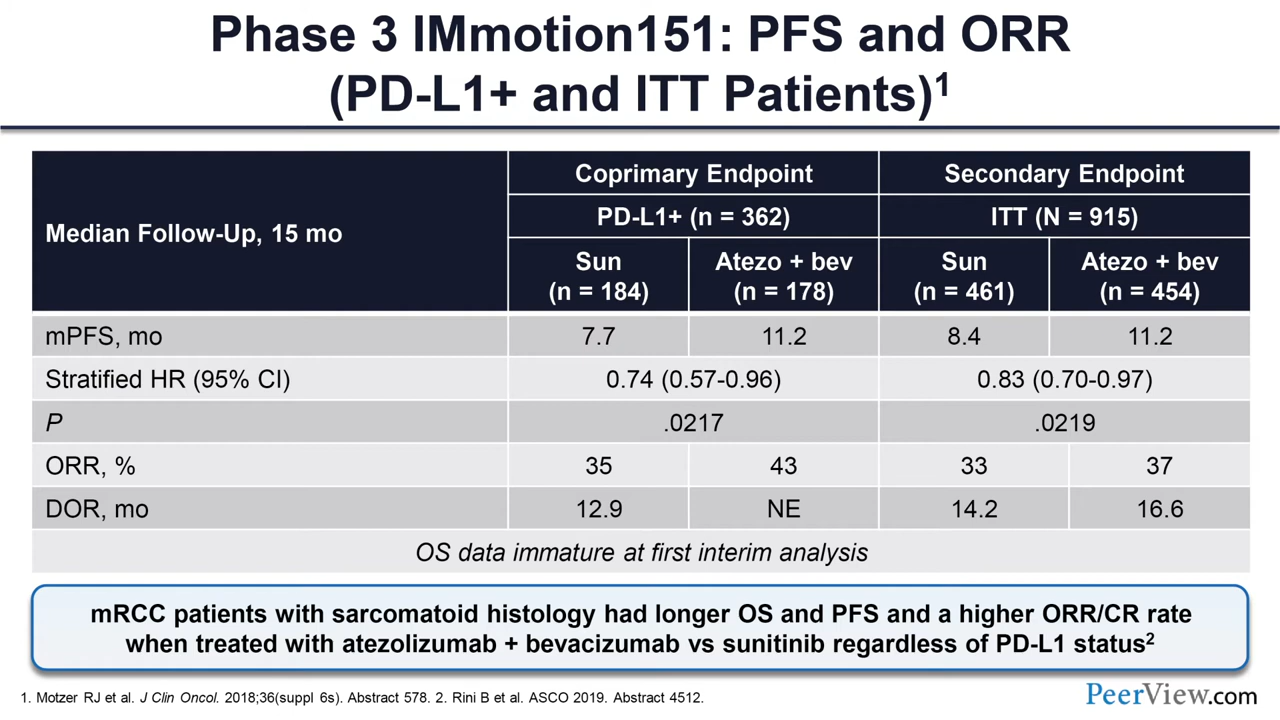 Phase 3 IMmotion151: PFS and ORR
(PD-L1+ and ITT Patients)1
Median Follow-Up, 15 mo
Coprimary Endpoint
Secondary Endpoint
PD-L1+ (n = 362)
ITT (N = 915)
Sun
(n = 184)
Atezo + bev
(n = 178)
Sun
(n = 461)
Atezo + bev
(n = 454)
mPFS, mo 7.7 11.2 8.4 11.2
Stratified HR (95% CI) 0.74 (0.57-0.96) 0.83 (0.70-0.97)
P .0217 .0219
ORR, % 35 43 33 37
DOR, mo 12.9 NE 14.2 16.6
OS data immature at first interim analysis
mRCC patients with sarcomatoid histology had longer OS and PFS and a higher ORR/CR rate
when treated with atezolizumab + bevacizumab vs sunitinib regardless of PD-L1 status2
1. Motzer RJ et al. J Clin Oncol. 2018;36(suppl 6s). Abstract 578. 2. Rini B et al. ASCO 2019. Abstract 4512.
PeerView.com